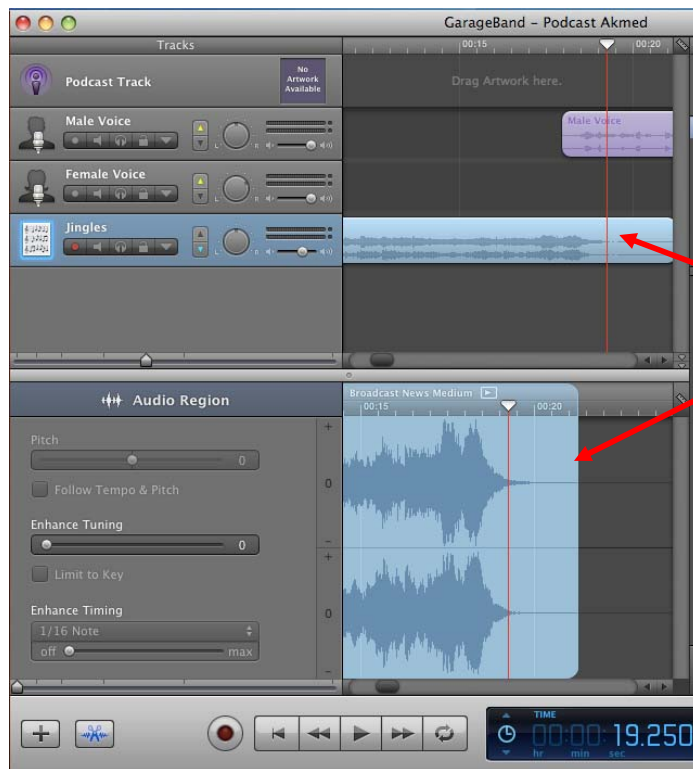 GarageBand – Podcast Akmed
Tracks
00:15
00:20
Podcast Track
No
Artwork
Available
Drag Artwork here.
Male Voice
L R
Male Voice
Female Voice
L R
Jingles
L R
Audio Region
Broadcast News Medium
00:15
00:20
Pitch
0
Follow Tempo & Pitch
Enhance Tuning
0
Limit to Key
Enhance Timing
1/16 Note
off max
+
0
–
+
0
–
TIME
00:00:19.250
hr min sec